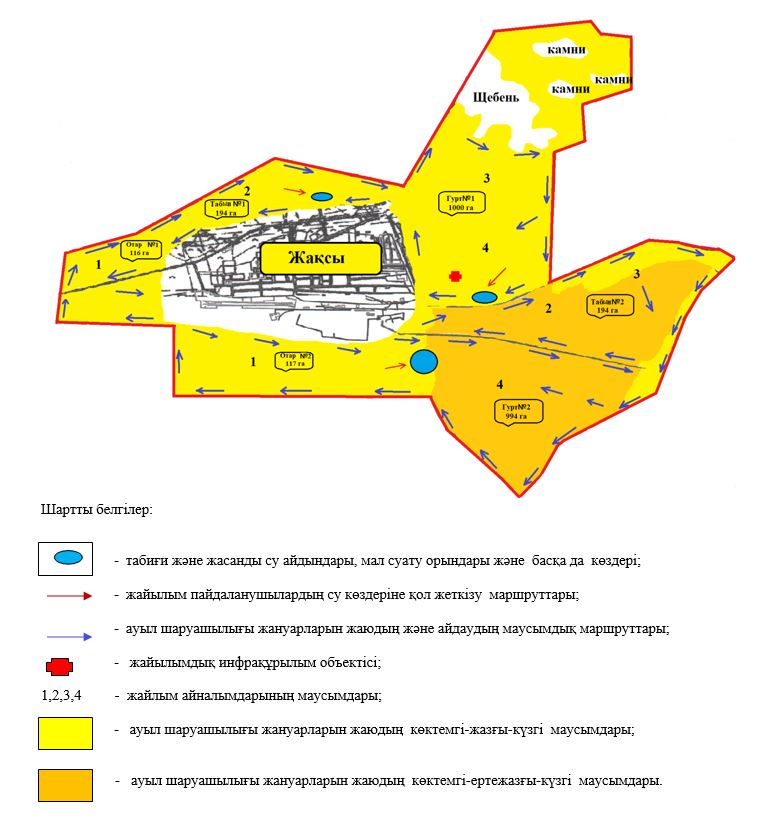 камни
камни
камни
Щебень
2
3
Табын №1
194 га
Гурт№1
1000 га
Отар №1
116 га
1
4
Жақсы
3
2
Табын№2
194 га
1
Отар №2
117 га
4
Гурт№2
994 га
Шартты белгілер:
- табиғи және жасанды су айдындары, мал суату орындары және басқа да көздері;
- жайылым пайдаланушылардың су көздеріне қол жеткізу маршруттары;
- ауыл шаруашылығы жануарларын жаюдың және айдаудың маусымдық маршруттары;
- жайылымдық инфрақұрылым объектісі;
1,2,3,4 - жайлым айналымдарының маусымдары;
- ауыл шаруашылығы жануарларын жаюдың көктемгі-жазғы-күзгі маусымдары;
- ауыл шаруашылығы жануарларын жаюдың көктемгі-ертежазғы-күзгі маусымдары.